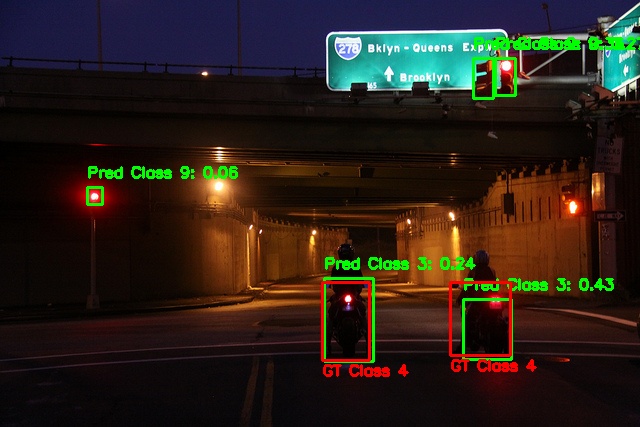 278 Bklyn - Queens Exp
Brooklyn
Pred Class 9: 0.06
Pred Class 3: 0.24
Pred Class 3: 0.43
GT Class 4
GT Class 4